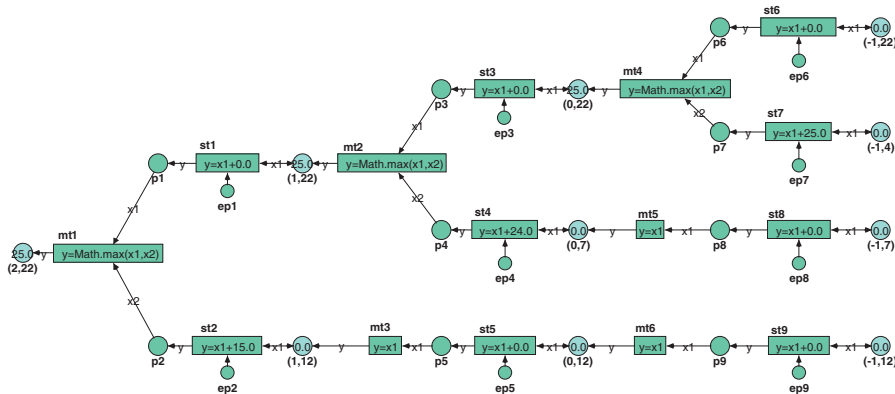 st6
y y=x1+0.0 x1 0.0
p6 (-1,22)
ep6
x1
st3 mt4
y y=x1+0.0 x1 25.0 y y=Math.max(x1,x2)
p3 (0,22)
ep3
x2
st7
y y=x1+25.0 x1 0.0
p7 (-1,4)
ep7
x1
st1 mt2
y y=x1+0.0 x1 25.0 y y=Math.max(x1,x2)
p1 (1,22)
ep1
x2
st4 mt5 st8
y y=x1+24.0 x1 0.0 y y=x1 x1 y y=x1+0.0 x1 0.0
p4 (0,7) p8 (-1,7)
ep4 ep8
x1
mt1
25.0 y y=Math.max(x1,x2)
(2,22)
x2
st2 mt3 st5 mt6 st9
y y=x1+15.0 x1 0.0 y y=x1 x1 y y=x1+0.0 x1 0.0 y y=x1 x1 y y=x1+0.0 x1 0.0
p2 (1,12) p5 (0,12) p9 (-1,12)
ep2 ep5 ep9